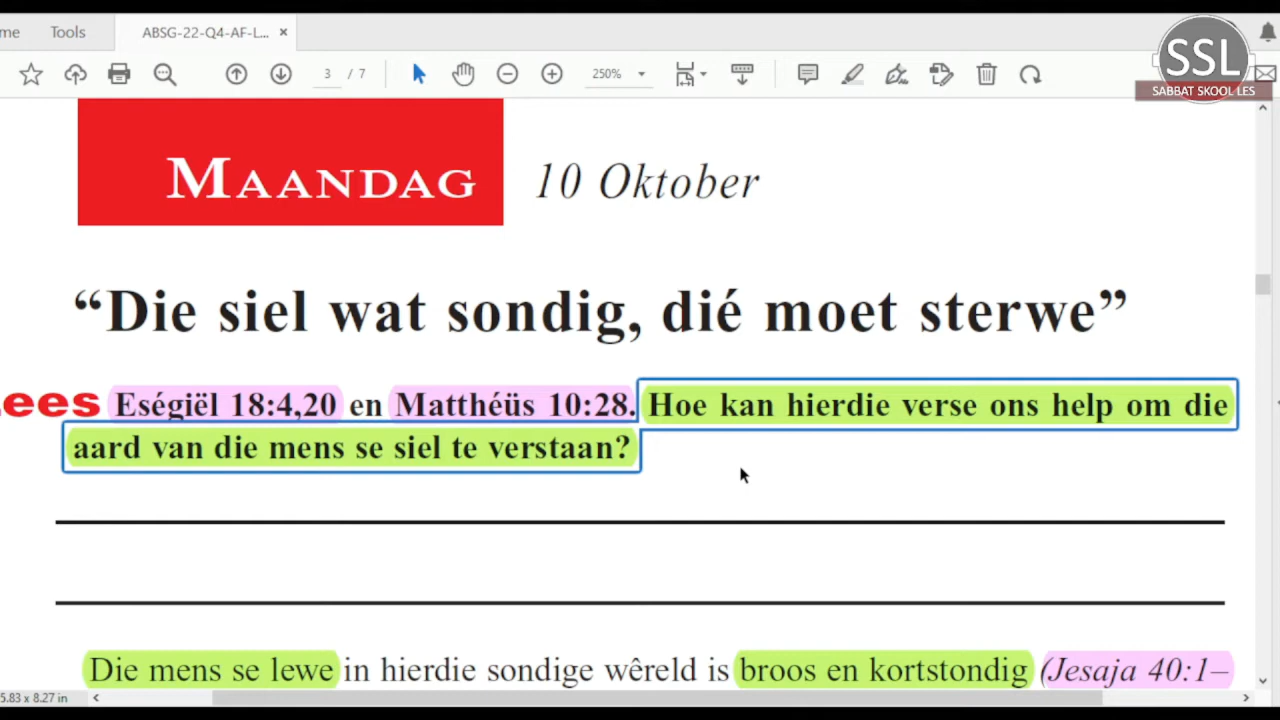 me Tools ABSG-22-Q4-AF-L... ×
SSL
SABBAT SKOOL LES
3 / 7 250%
MAANDAG 10 Oktober
“Die siel wat sondig, dié moet sterwe”
ees Eségiël 18:4,20 en Matthéüs 10:28. Hoe kan hierdie verse ons help om die
aard van die mens se siel te verstaan?
Die mens se lewe in hierdie sondige wêreld is broos en kortstondig (Jesaja 40:1–
5.83 x 8.27 in